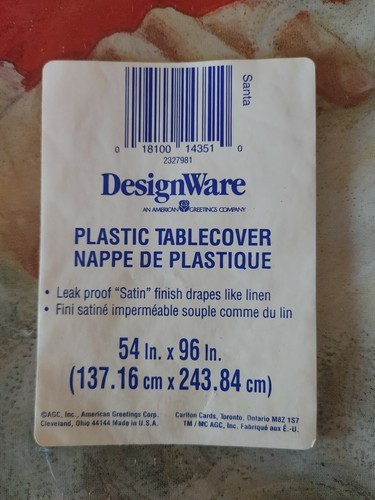 Santa
0 18100 14351 0
2327981
DesignWare
AN AMERICAN GREETINGS COMPANY
PLASTIC TABLECOVER
NAPPE DE PLASTIQUE
• Leak proof “Satin” finish drapes like linen
• Fini satiné imperméable souple comme du lin
54 In. x 96 In.
(137.16 cm x 243.84 cm)
©AGC, Inc., American Greetings Corp.
Cleveland, Ohio 44144 Made in U.S.A.
Carlton Cards, Toronto, Ontario M8Z 1S7
TM / MC AGC, Inc. Fabriqué aux É.-U.